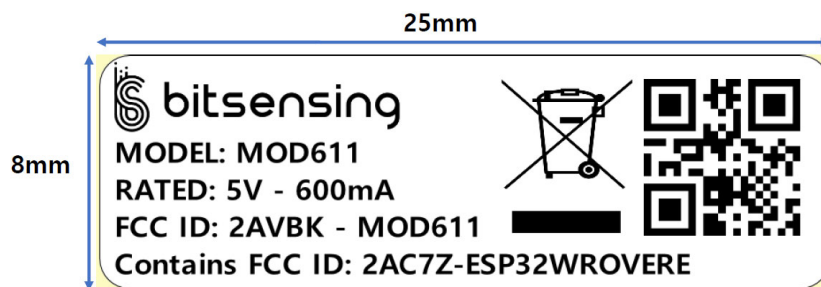 25mm
8mm
bitsensing
MODEL: MOD611
RATED: 5V - 600mA
FCC ID: 2AVBK - MOD611
Contains FCC ID: 2AC7Z-ESP32WROVERE